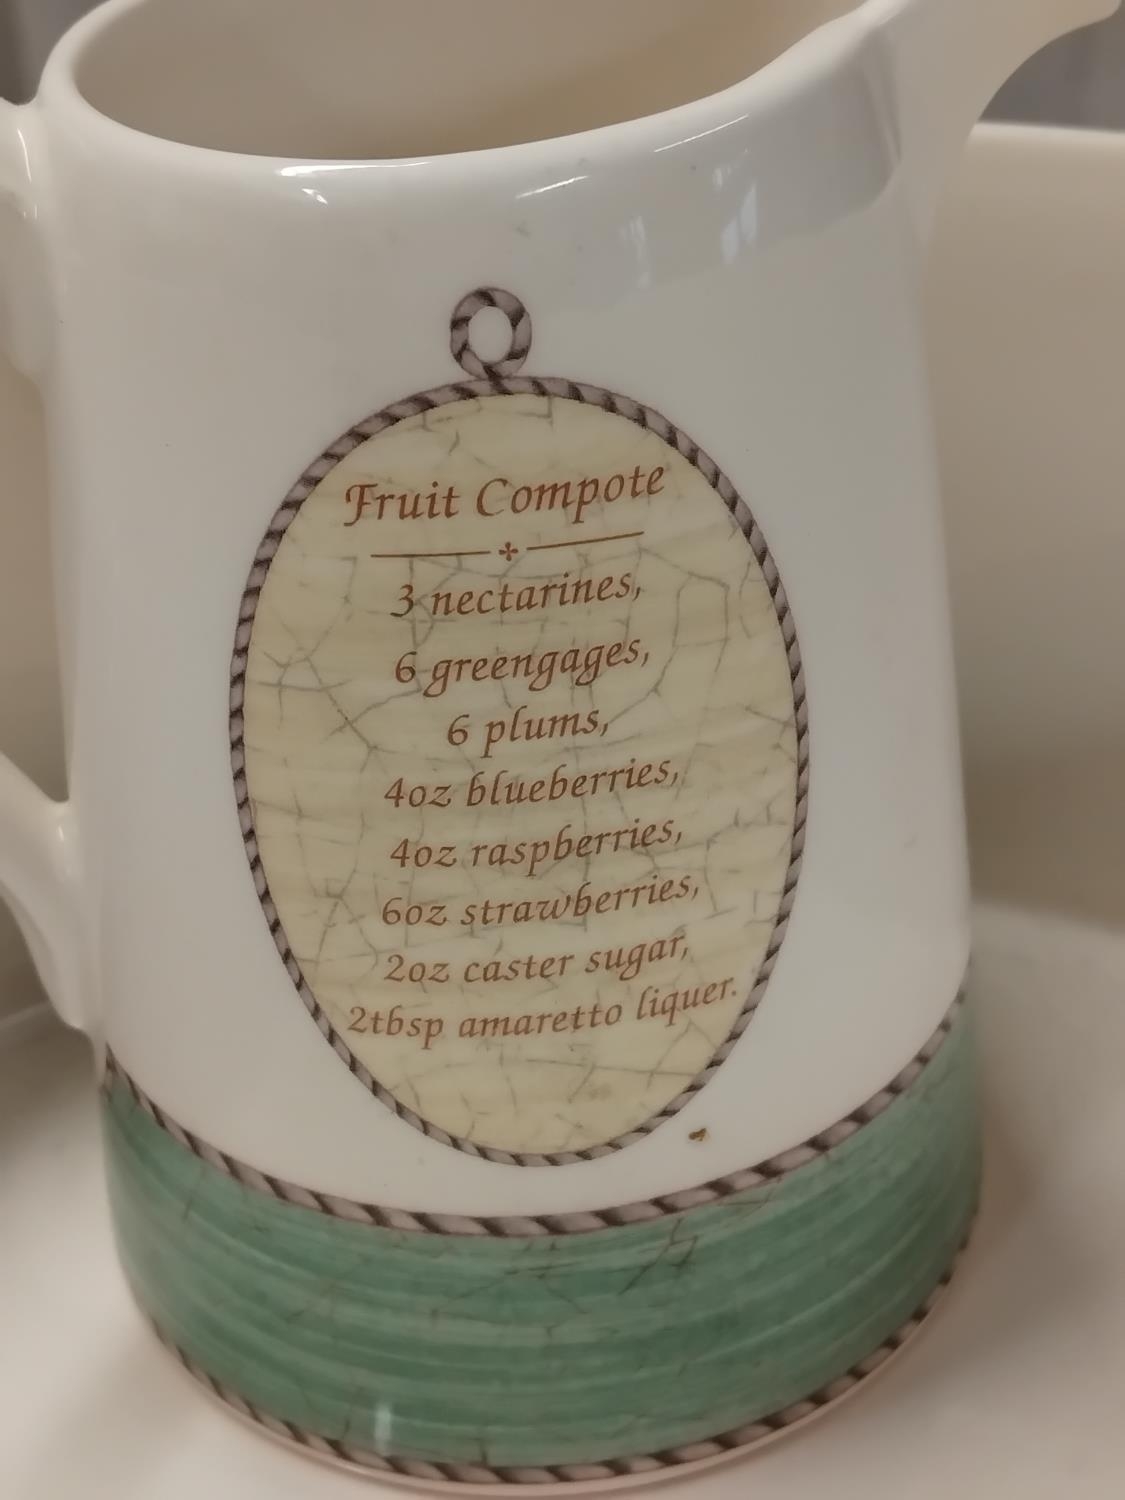 Fruit Compote
3 nectarines,
6 greengages,
6 plums,
4oz blueberries,
4oz raspberries,
6oz strawberries,
2oz caster sugar,
2tbsp amaretto liquer.